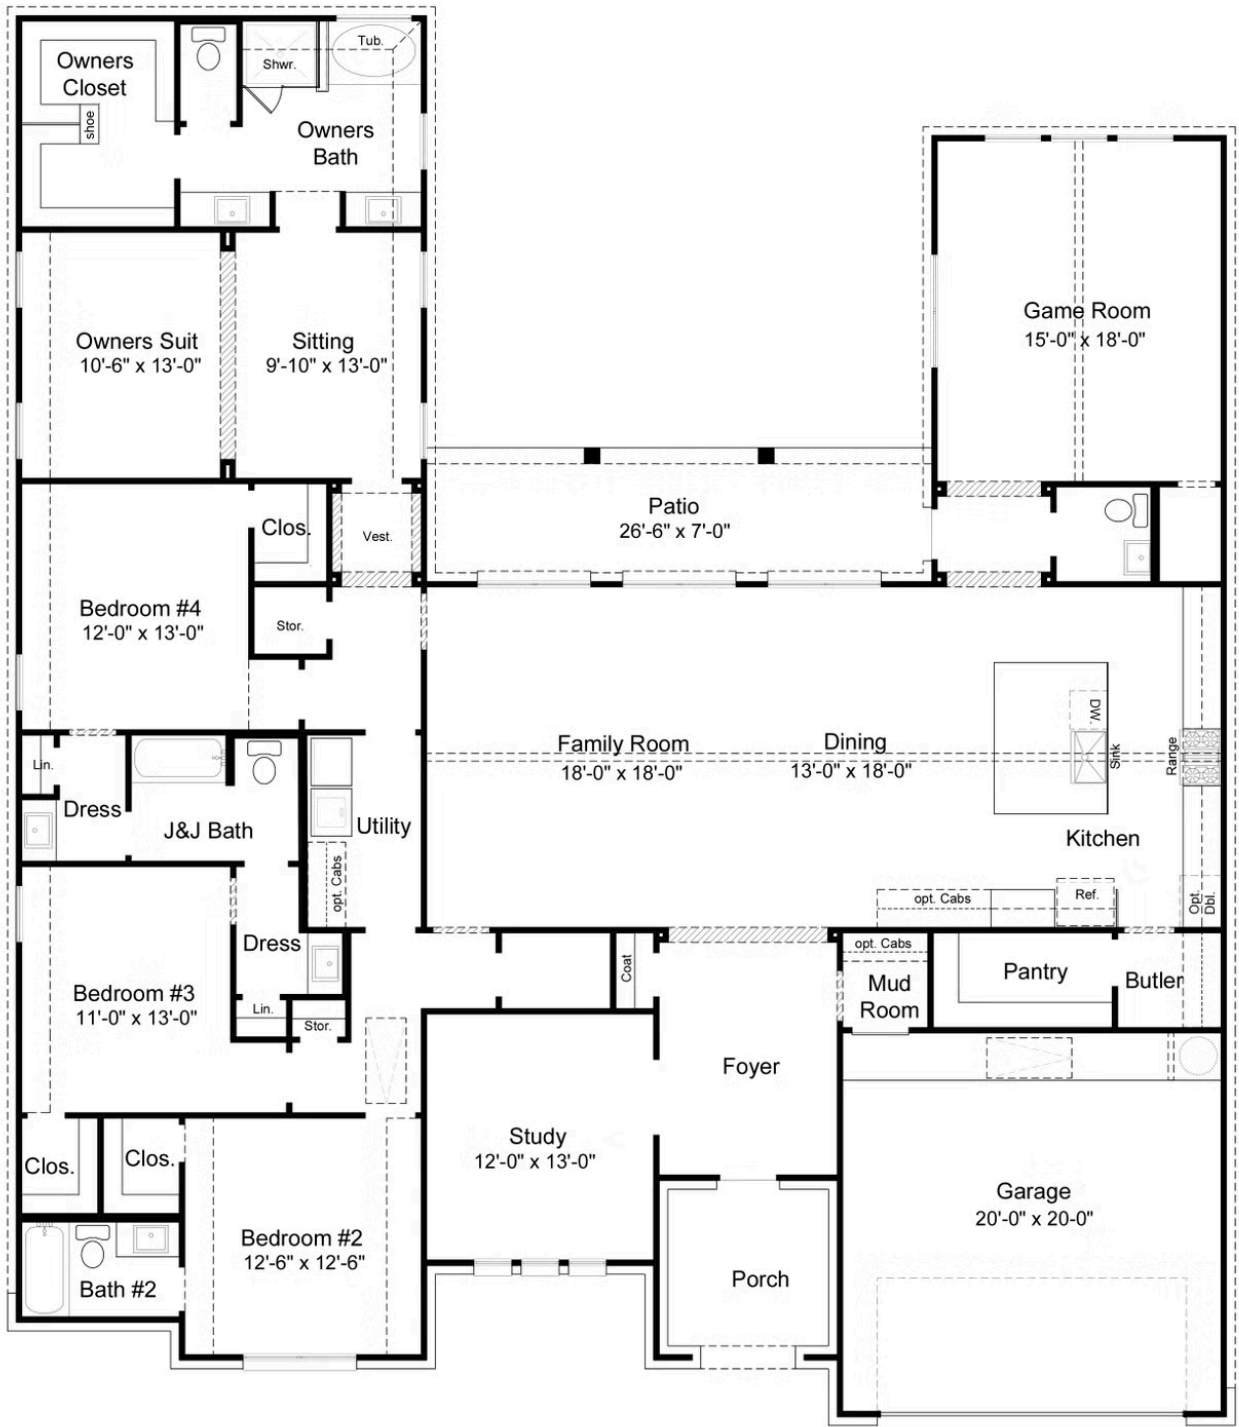 Owners
Closet
shoe
Shwr.
Tub.
Owners
Bath
Owners Suit
10'-6" x 13'-0"
Sitting
9'-10" x 13'-0"
Game Room
15'-0" x 18'-0"
Clos.
Vest.
Patio
26'-6" x 7'-0"
Bedroom #4
12'-0" x 13'-0"
Stor.
Family Room
18'-0" x 18'-0"
Dining
13'-0" x 18'-0"
DW.
Sink
Range
Kitchen
Lin.
Dress
J&J Bath
Utility
opt. Cabs
opt. Cabs
Ref.
Opt.
Dbl.
Dress
Lin.
Stor.
Bedroom #3
11'-0" x 13'-0"
Coat
opt. Cabs
Mud
Room
Pantry
Butler
Foyer
Study
12'-0" x 13'-0"
Clos.
Clos.
Bedroom #2
12'-6" x 12'-6"
Bath #2
Porch
Garage
20'-0" x 20-0"